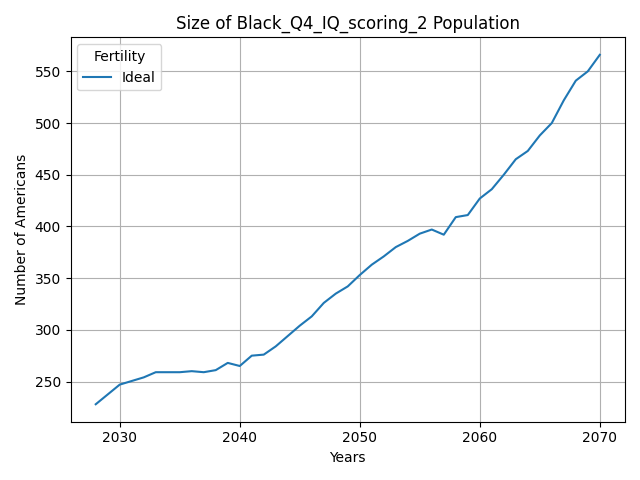 Size of Black_Q4_IQ_scoring_2 Population
Fertility
Ideal
Number of Americans
550
500
450
400
350
300
250
2030 2040 2050 2060 2070
Years